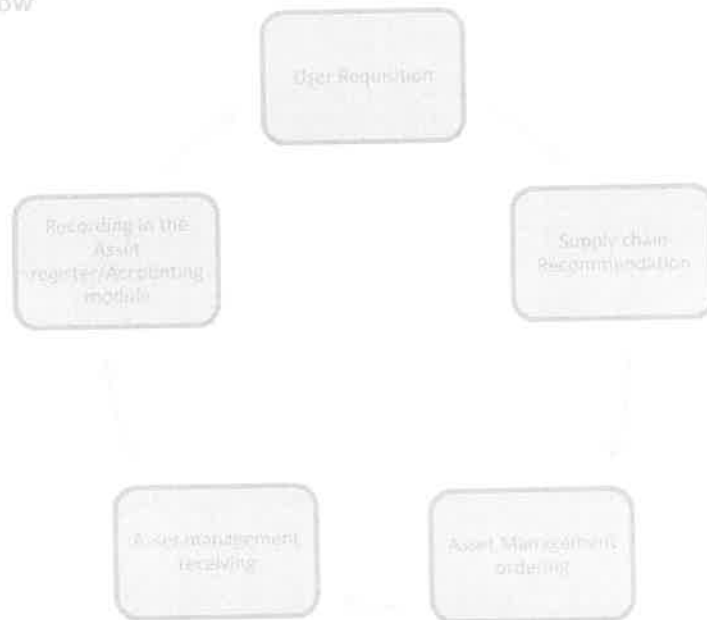 User Requisition
Supply chain
Recommendation
Asset Management
ordering
Asset management
receiving
Recording in the
Asset
register/Accounting
module